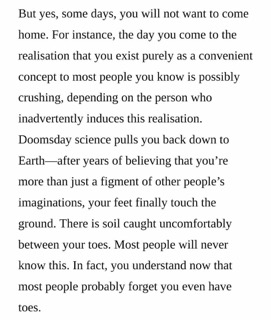 But yes, some days, you will not want to come
home. For instance, the day you come to the
realisation that you exist purely as a convenient
concept to most people you know is possibly
crushing, depending on the person who
inadvertently induces this realisation.
Doomsday science pulls you back down to
Earth—after years of believing that you’re
more than just a figment of other people’s
imaginations, your feet finally touch the
ground. There is soil caught uncomfortably
between your toes. Most people will never
know this. In fact, you understand now that
most people probably forget you even have
toes.